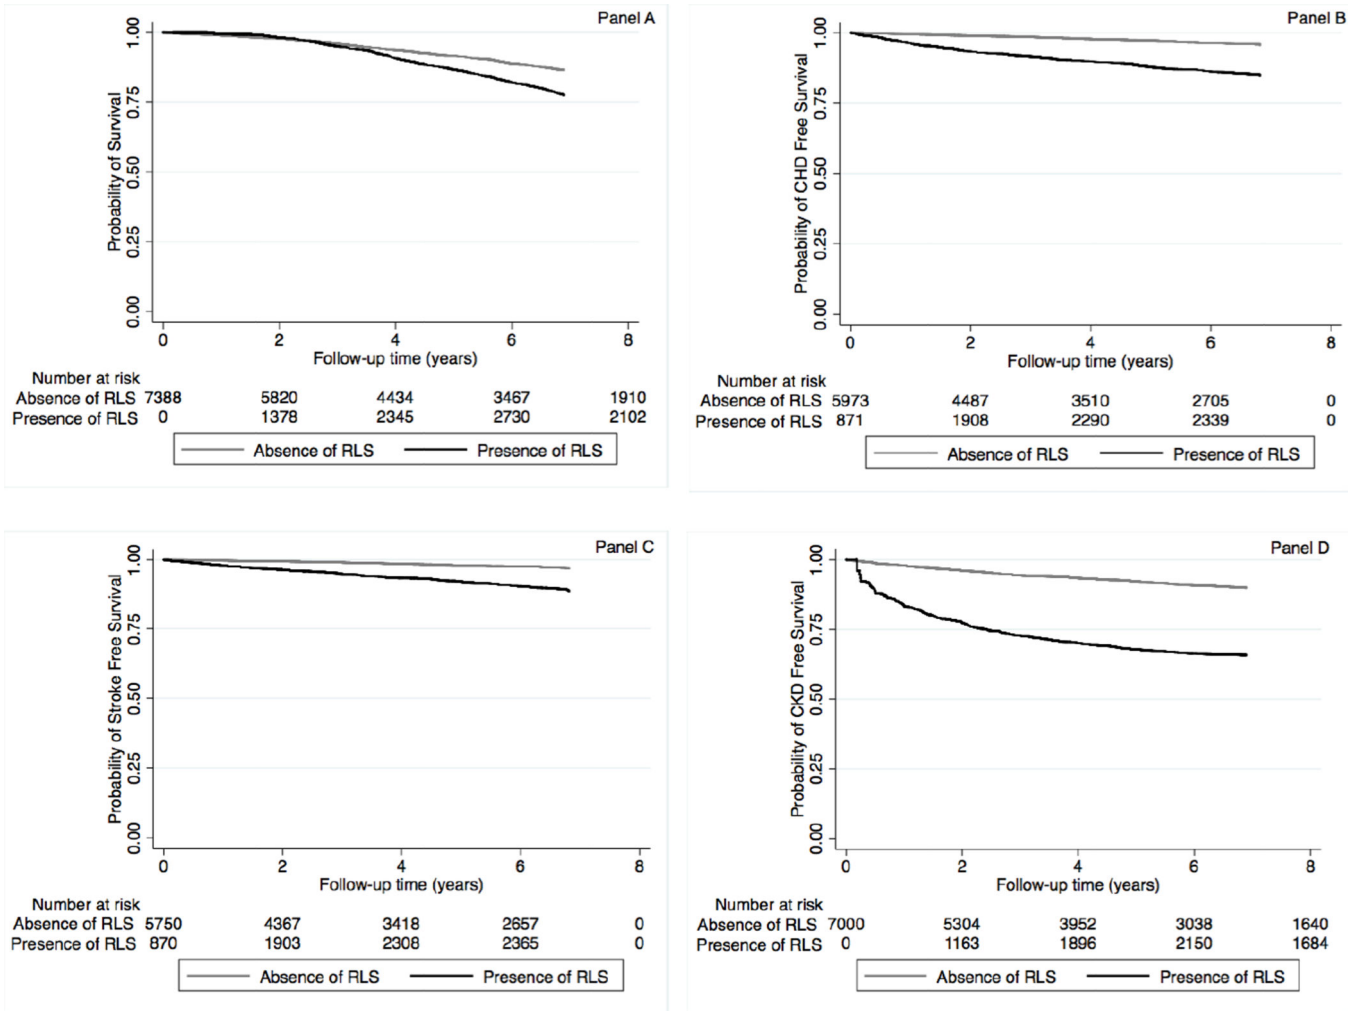 Panel A
Probability of Survival
1.00
0.75
0.50
0.25
0.00
0 2 4 6 8
Follow-up time (years)
Number at risk
Absence of RLS 7388 5820 4434 3467 1910
Presence of RLS 0 1378 2345 2730 2102
Absence of RLS Presence of RLS
Panel B
Probability of CHD Free Survival
1.00
0.75
0.50
0.25
0.00
0 2 4 6 8
Follow-up time (years)
Number at risk
Absence of RLS 5973 4487 3510 2705 0
Presence of RLS 871 1908 2290 2339 0
Absence of RLS Presence of RLS
Panel C
Probability of Stroke Free Survival
1.00
0.75
0.50
0.25
0.00
0 2 4 6 8
Follow-up time (years)
Number at risk
Absence of RLS 5750 4367 3418 2657 0
Presence of RLS 870 1903 2308 2365 0
Absence of RLS Presence of RLS
Panel D
Probability of CKD Free Survival
1.00
0.75
0.50
0.25
0.00
0 2 4 6 8
Follow-up time (years)
Number at risk
Absence of RLS 7000 5304 3952 3038 1640
Presence of RLS 0 1163 1896 2150 1684
Absence of RLS Presence of RLS